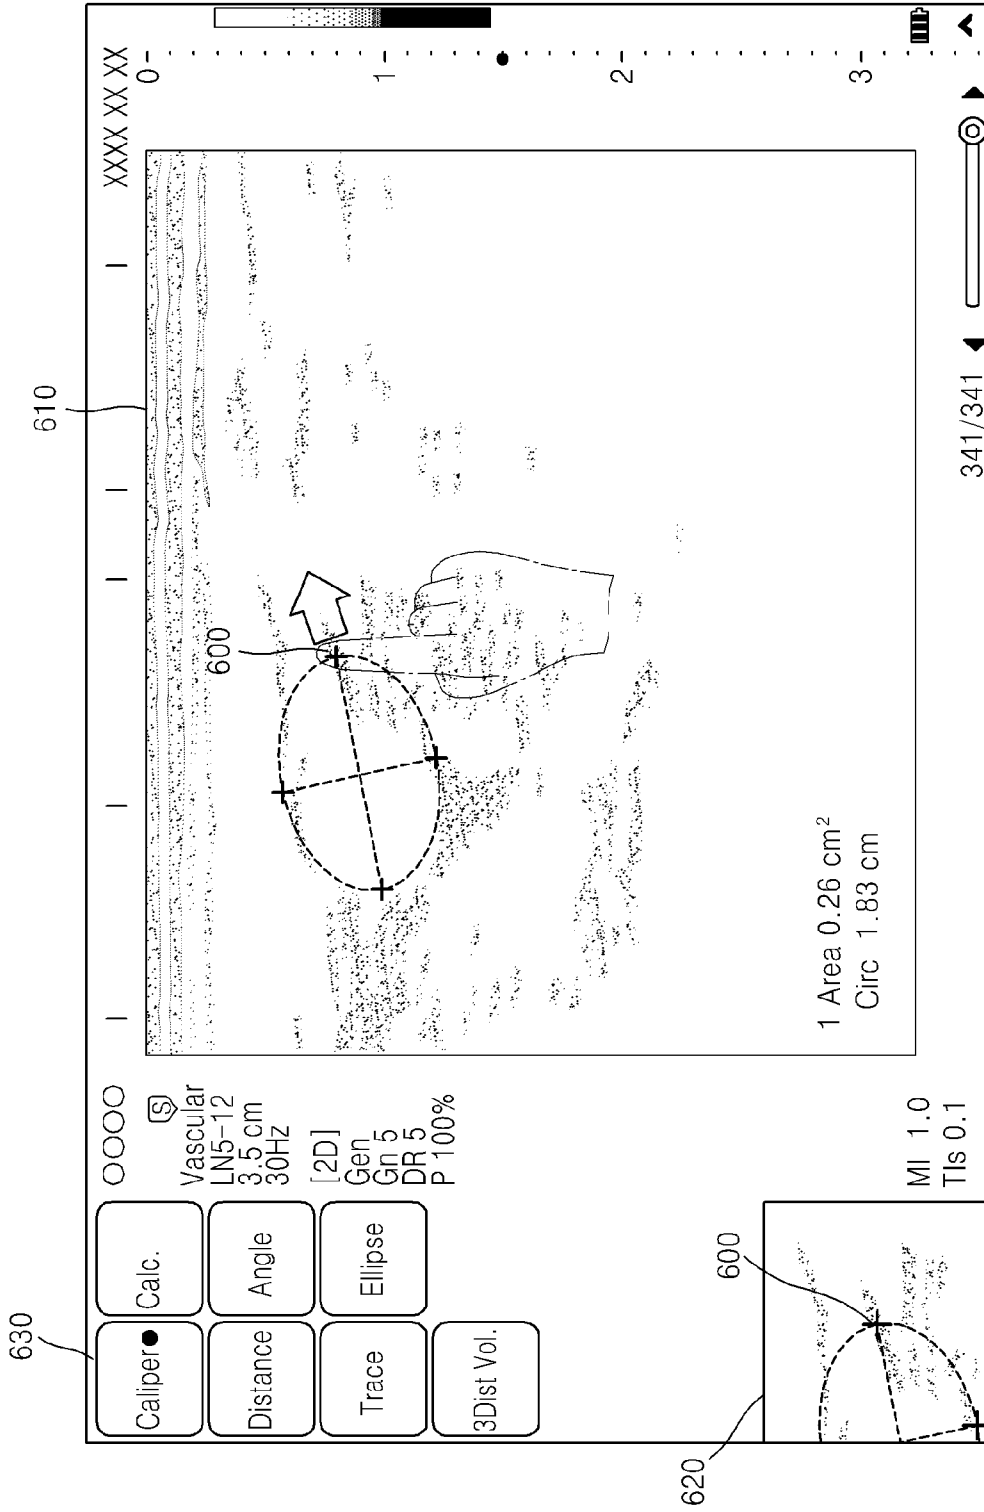 630
Caliper● Calc.
Distance Angle
Trace Ellipse
3Dist Vol.
○○○○
S
Vascular
LN5-12
3.5 cm
30Hz
[2D]
Gen
Gn 5
DR 5
P 100%
MI 1.0
TIs 0.1
620
600
610
XXXX XX XX
600
0
1
2
3
1 Area 0.26 cm²
Circ 1.83 cm
341/341